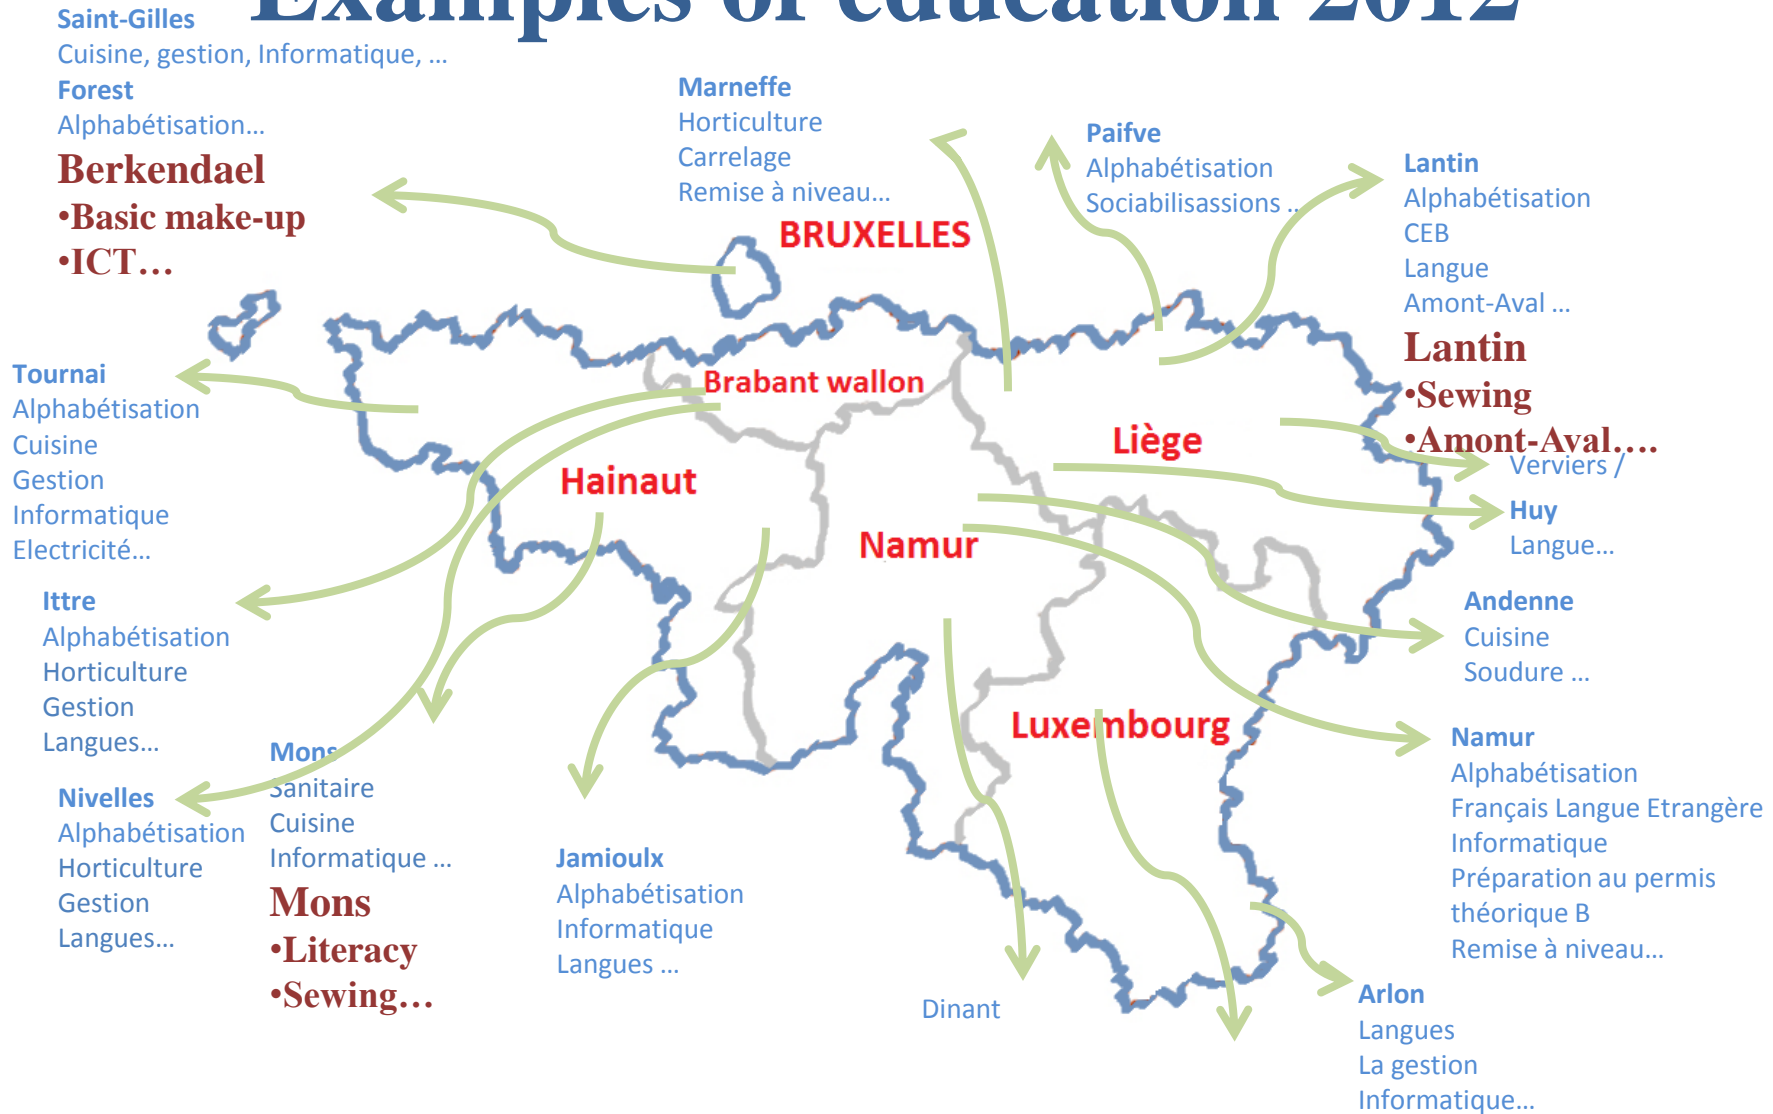 Examples of education 2012
Saint-Gilles
Cuisine, gestion, Informatique, …
Forest
Alphabétisation…
Berkendael
•Basic make-up
•ICT…
Marneffe
Horticulture
Carrelage
Remise à niveau…
Paifve
Alphabétisation
Sociabilisassions ..
Lantin
Alphabétisation
CEB
Langue
Amont-Aval …
Lantin
•Sewing
•Amont-Aval….
Verviers /
Huy
Langue…
BRUXELLES
Brabant wallon
Hainaut
Liège
Namur
Luxembourg
Tournai
Alphabétisation
Cuisine
Gestion
Informatique
Electricité…
Ittre
Alphabétisation
Horticulture
Gestion
Langues…
Nivelles
Alphabétisation
Horticulture
Gestion
Langues…
Mons
Sanitaire
Cuisine
Informatique …
Mons
•Literacy
•Sewing…
Jamioulx
Alphabétisation
Informatique
Langues …
Dinant
Andenne
Cuisine
Soudure …
Namur
Alphabétisation
Français Langue Etrangère
Informatique
Préparation au permis
théorique B
Remise à niveau…
Arlon
Langues
La gestion
Informatique…